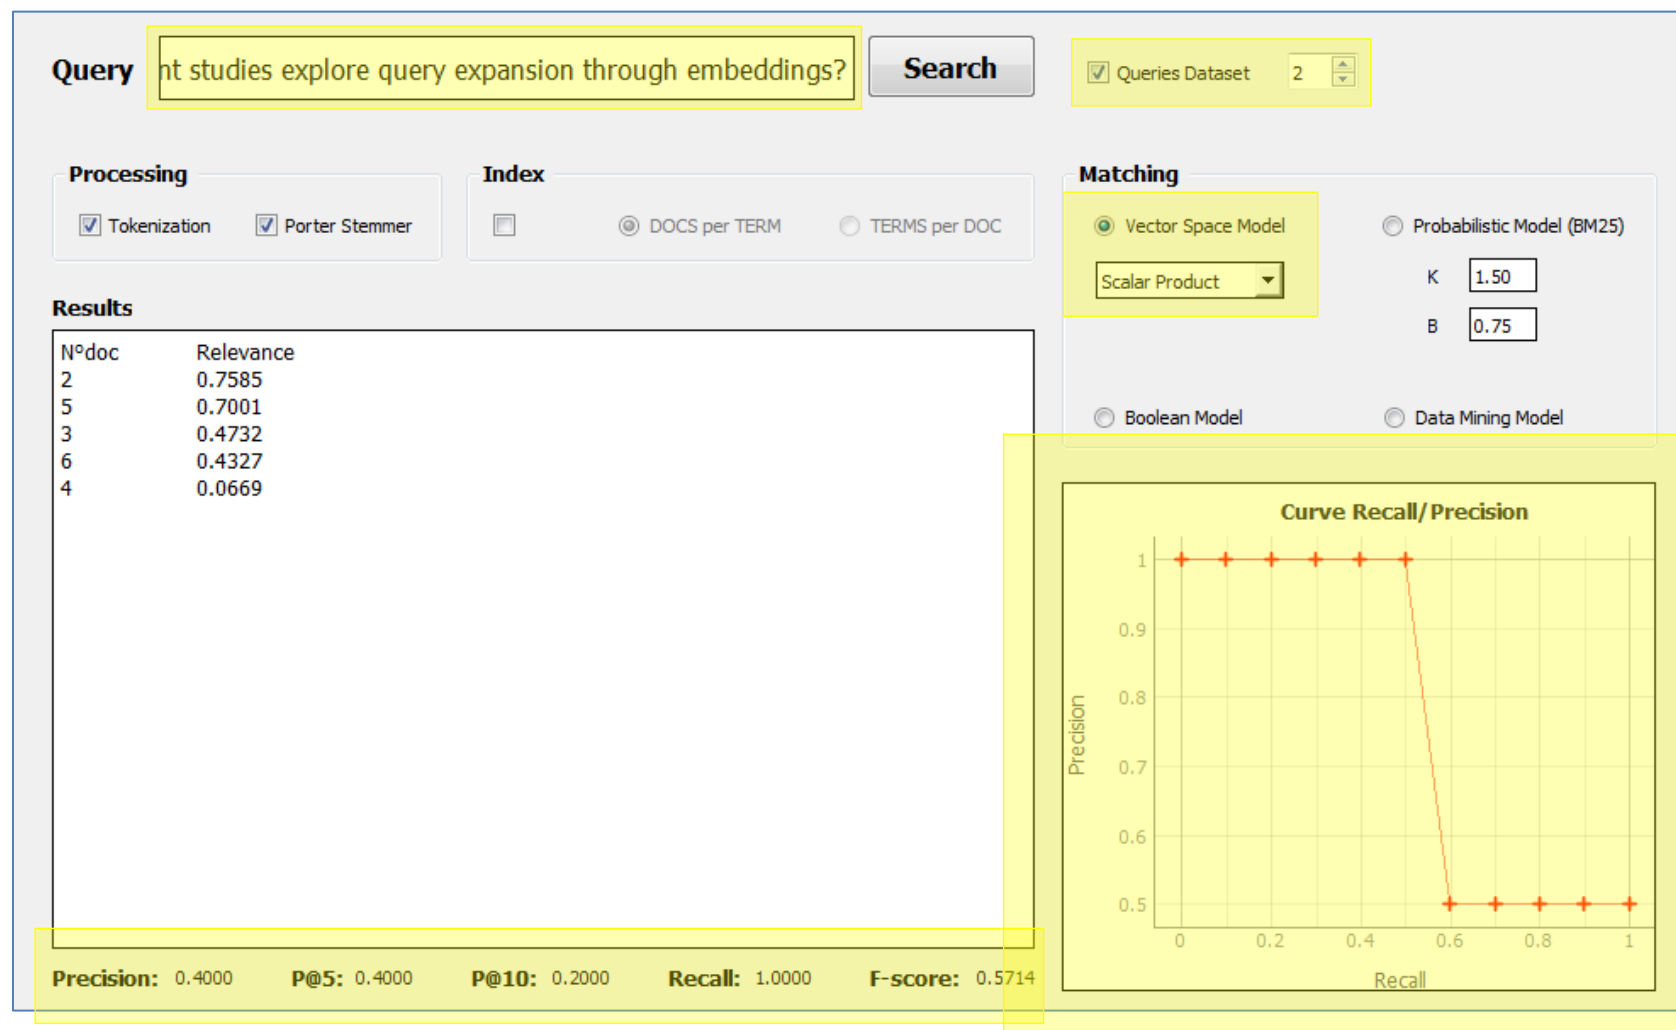 Query nt studies explore query expansion through embeddings? Search Queries Dataset 2
Processing
Tokenization Porter Stemmer
Index
DOCS per TERM TERMS per DOC
Matching
Vector Space Model Probabilistic Model (BM25)
Scalar Product K 1.50
B 0.75
Boolean Model Data Mining Model
Results
Nºdoc Relevance
2 0.7585
5 0.7001
3 0.4732
6 0.4327
4 0.0669
Precision: 0.4000 P@5: 0.4000 P@10: 0.2000 Recall: 1.0000 F-score: 0.5714
Curve Recall/Precision
Precision
1
0.9
0.8
0.7
0.6
0.5
0 0.2 0.4 0.6 0.8 1
Recall